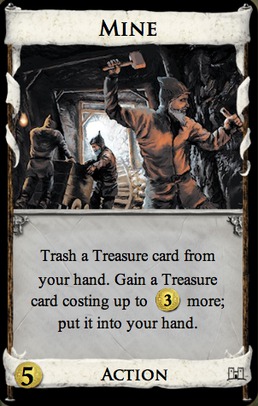 MINE
Trash a Treasure card from
your hand. Gain a Treasure
card costing up to 3 more;
put it into your hand.
5 ACTION